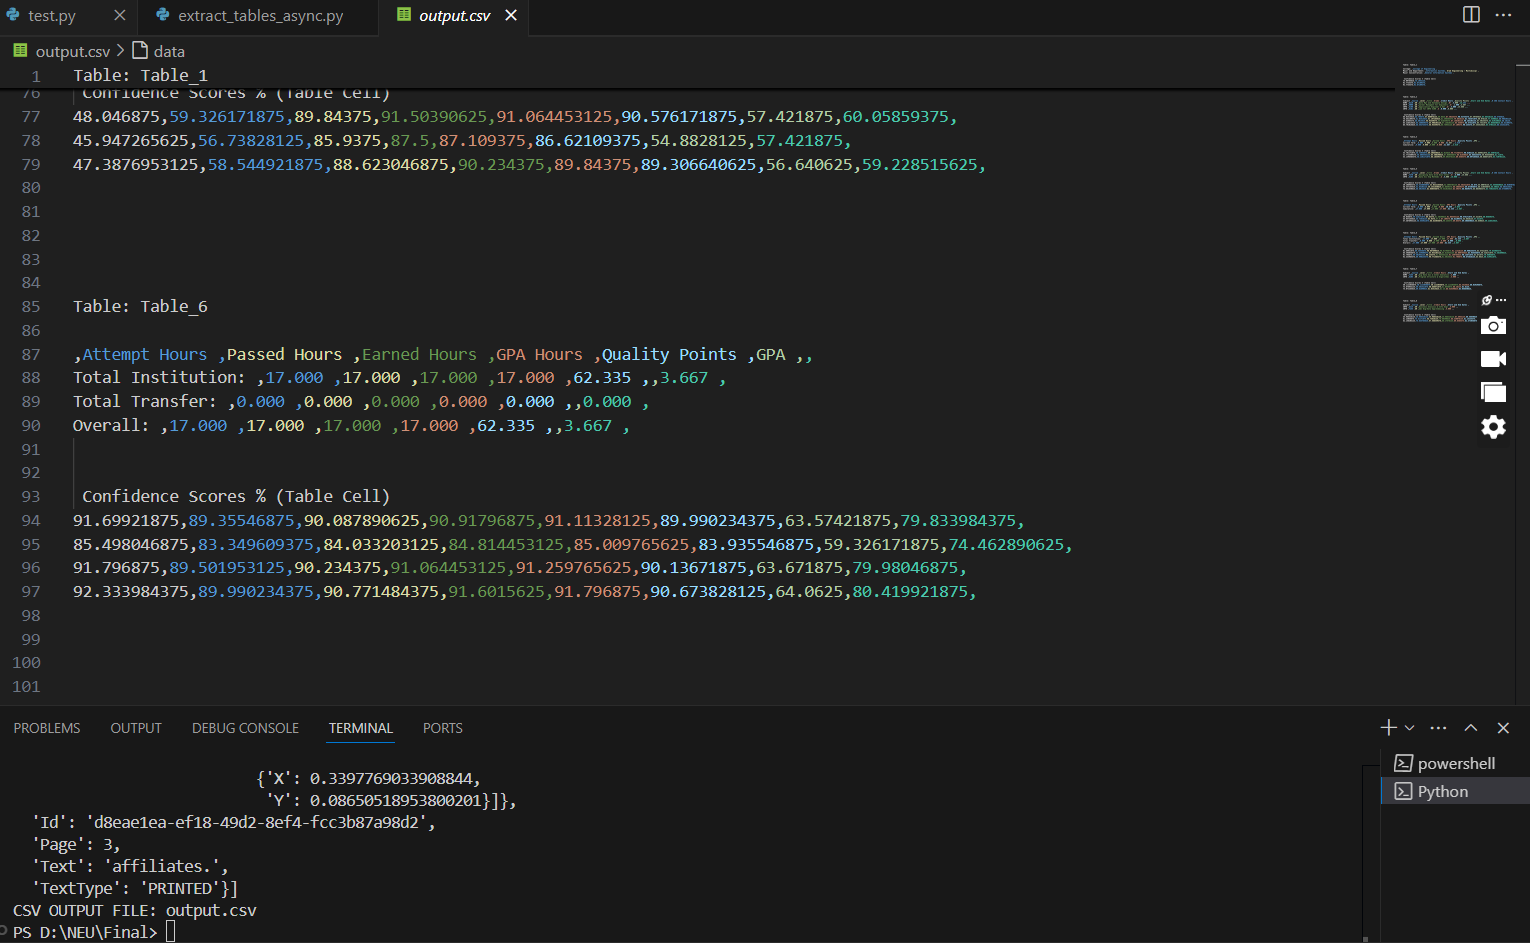 test.py
extract_tables_async.py
output.csv
output.csv > data
1 Table: Table_1
76 Confidence Scores % (Table Cell)
77 48.046875,59.326171875,89.84375,91.50390625,91.064453125,90.576171875,57.421875,60.05859375,
78 45.947265625,56.73828125,85.9375,87.5,87.109375,86.62109375,54.8828125,57.421875,
79 47.3876953125,58.544921875,88.623046875,90.234375,89.84375,89.306640625,56.640625,59.228515625,
80
81
82
83
84
85 Table: Table_6
86
87 ,Attempt Hours ,Passed Hours ,Earned Hours ,GPA Hours ,Quality Points ,GPA ,,
88 Total Institution: ,17.000 ,17.000 ,17.000 ,17.000 ,62.335 ,,3.667 ,
89 Total Transfer: ,0.000 ,0.000 ,0.000 ,0.000 ,0.000 ,,0.000 ,
90 Overall: ,17.000 ,17.000 ,17.000 ,17.000 ,62.335 ,,3.667 ,
91
92
93 Confidence Scores % (Table Cell)
94 91.69921875,89.35546875,90.087890625,90.91796875,91.11328125,89.990234375,63.57421875,79.833984375,
95 85.498046875,83.349609375,84.033203125,84.814453125,85.009765625,83.935546875,59.326171875,74.462890625,
96 91.796875,89.501953125,90.234375,91.064453125,91.259765625,90.13671875,63.671875,79.98046875,
97 92.333984375,89.990234375,90.771484375,91.6015625,91.796875,90.673828125,64.0625,80.419921875,
98
99
100
101
PROBLEMS OUTPUT DEBUG CONSOLE TERMINAL PORTS
{'X': 0.3397769033908844,
'Y': 0.08650518953800201}]},
'Id': 'd8eae1ea-ef18-49d2-8ef4-fcc3b87a98d2',
'Page': 3,
'Text': 'affiliates.',
'TextType': 'PRINTED'}]
CSV OUTPUT FILE: output.csv
PS D:\NEU\Final>
powershell
Python